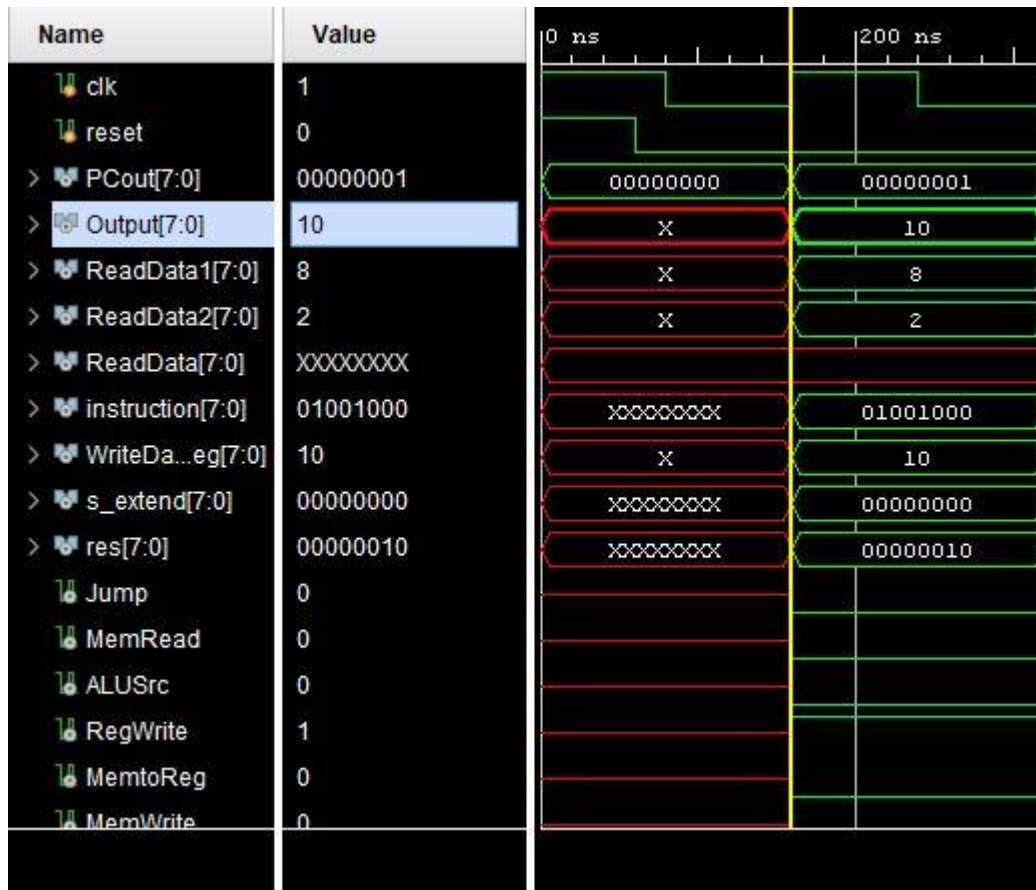 Name Value 0 ns 200 ns
clk 1
reset 0
PCout[7:0] 00000001 00000000 00000001
Output[7:0] 10 X 10
ReadData1[7:0] 8 X 8
ReadData2[7:0] 2 X 2
ReadData[7:0] XXXXXXXX
instruction[7:0] 01001000 XXXXXXXX 01001000
WriteDa...eg[7:0] 10 X 10
s_extend[7:0] 00000000 XXXXXXXX 00000000
res[7:0] 00000010 XXXXXXXX 00000010
Jump 0
MemRead 0
ALUSrc 0
RegWrite 1
MemtoReg 0
MemWrite 0